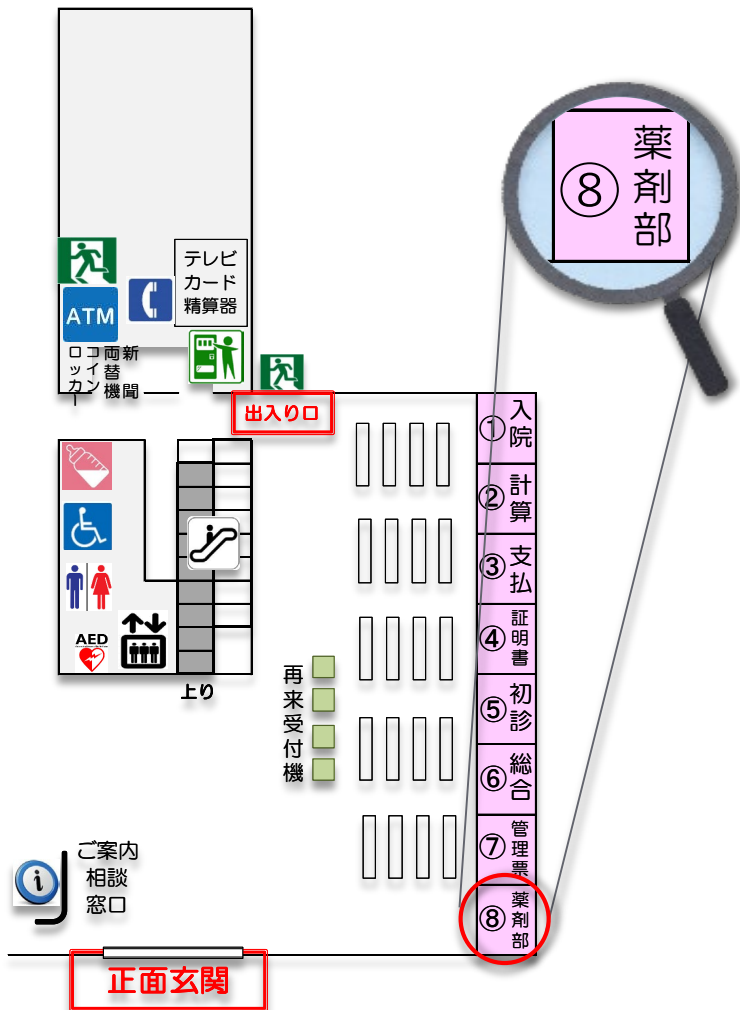 薬剤部
⑧
テレビ
カード
精算器
ATM
ロッカー
コイン
両替機
新聞
出入り口
①入院
②計算
③支払
④証明書
⑤初診
⑥総合
⑦管理票
⑧薬剤部
AED
上り
再来受付機
ご案内
相談
窓口
i
正面玄関